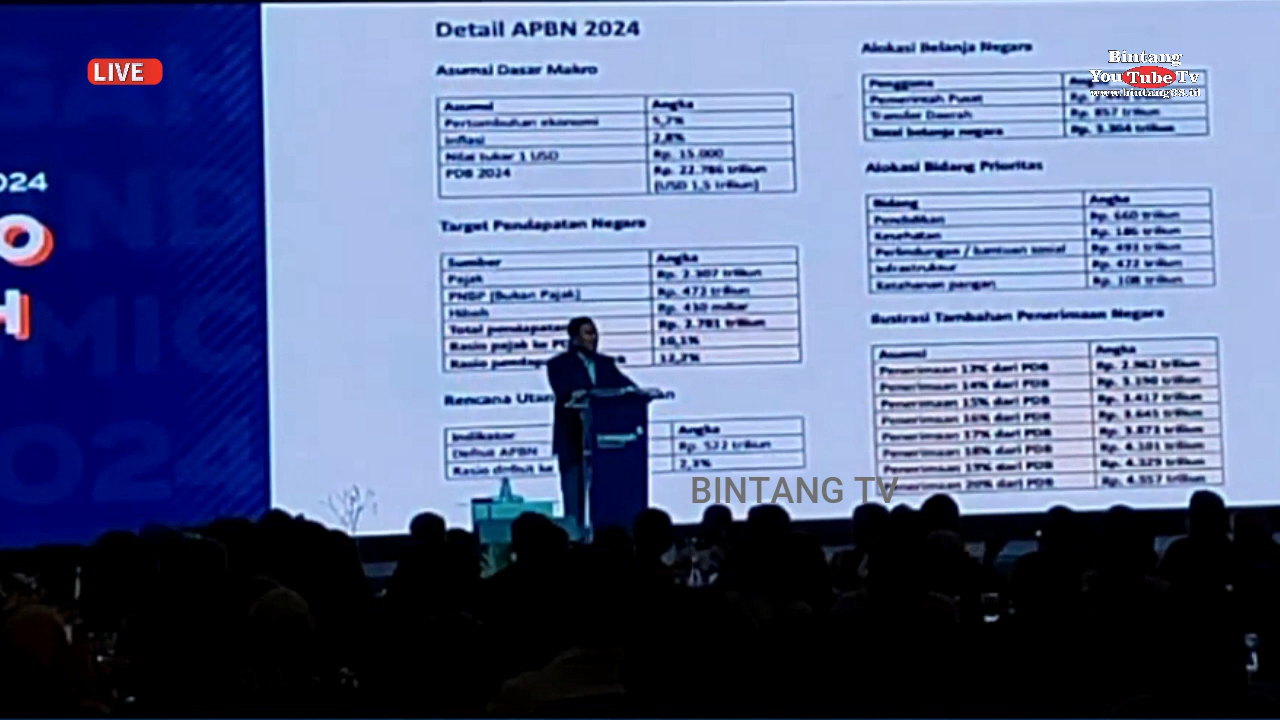 LIVE
024
O
H
Detail APBN 2024
Asumsi Dasar Makro
Asumsi Angka
Pertumbuhan ekonomi 5,7%
Inflasi 2,8%
Nilai tukar 1 USD Rp. 15.000
PDB 2024 Rp. 22.786 triliun
(USD 1,5 triliun)
Target Pendapatan Negara
Sumber Angka
Pajak Rp. 2.307 triliun
PNBP (Bukan Pajak) Rp. 473 triliun
Hibah Rp. 430 miliar
Total pendapatan Rp. 2.781 triliun
Rasio pajak ke 10,1%
Rasio 12,2%
Rencana
Indikator Angka
Defisit APBN Rp. 522 triliun
Rasio defisit ke 2,3%
Alokasi Belanja Negara
Pengguna
Pemerintah Pusat
Transfer Daerah Rp. 857 triliun
Total belanja negara Rp. 3.304 triliun
Alokasi Bidang Prioritas
Bidang Angka
Pendidikan Rp. 660 triliun
Kesehatan Rp. 186 triliun
Perlindungan / bantuan sosial Rp. 493 triliun
Infrastruktur Rp. 422 triliun
Ketahanan pangan Rp. 108 triliun
Ilustrasi Tambahan Penerimaan Negara
Asumsi Angka
Penerimaan 13% dari PDB Rp. 2.962 triliun
Penerimaan 14% dari PDB Rp. 3.190 triliun
Penerimaan 15% dari PDB Rp. 3.417 triliun
Penerimaan 16% dari PDB Rp. 3.645 triliun
Penerimaan 17% dari PDB Rp. 3.873 triliun
Penerimaan 18% dari PDB Rp. 4.101 triliun
Penerimaan 19% dari PDB Rp. 4.329 triliun
Penerimaan 20% dari PDB Rp. 4.557 triliun
Bintang
YouTube Tv
BINTANG TV